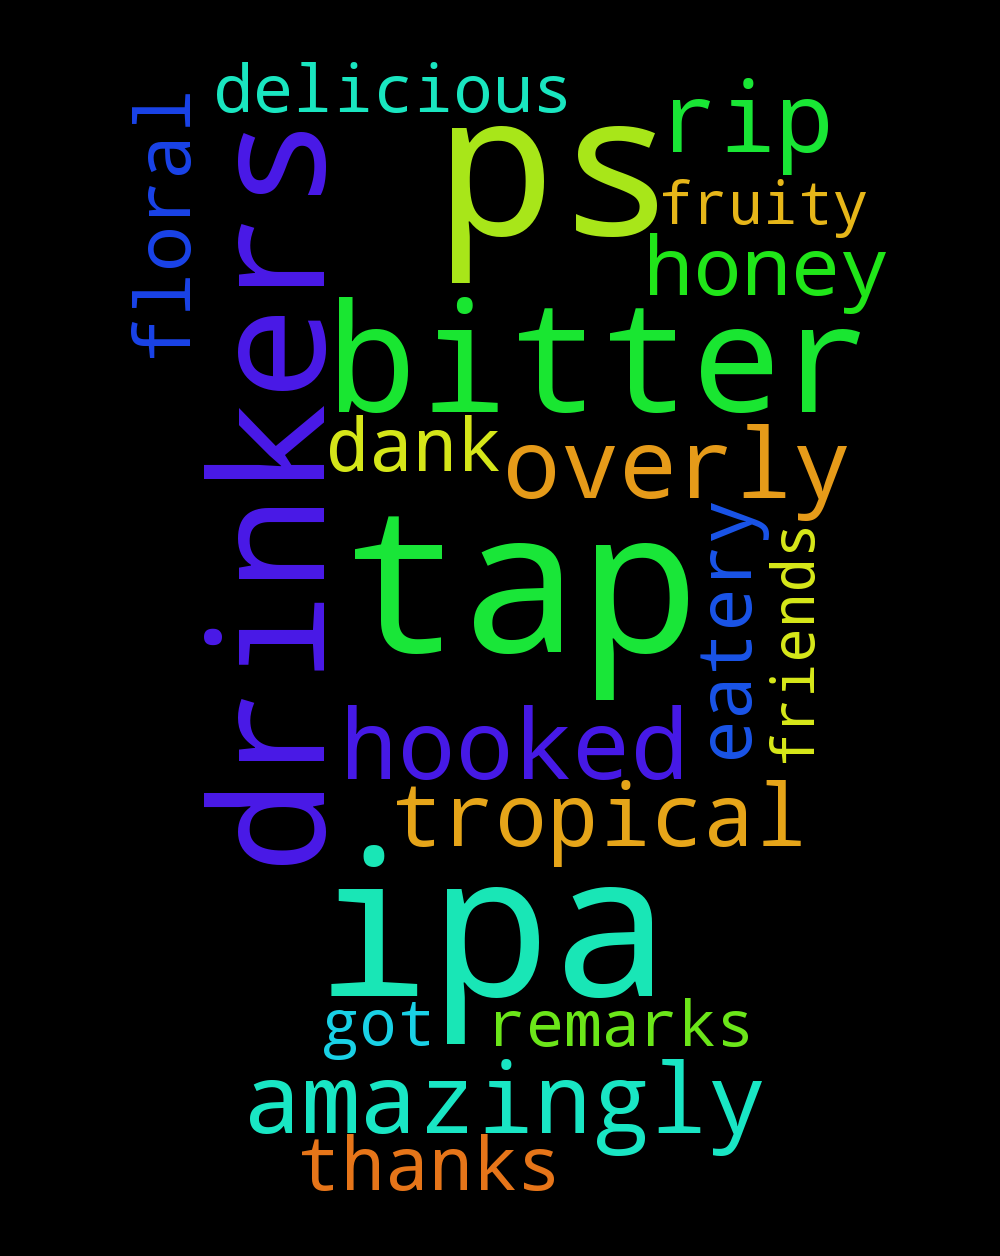 delicious
floral
drinkers
ps
rip
fruity
honey
bitter
dank
overly
tap
eatery
friends
hooked
tropical
ipa
got
remarks
amazingly
thanks